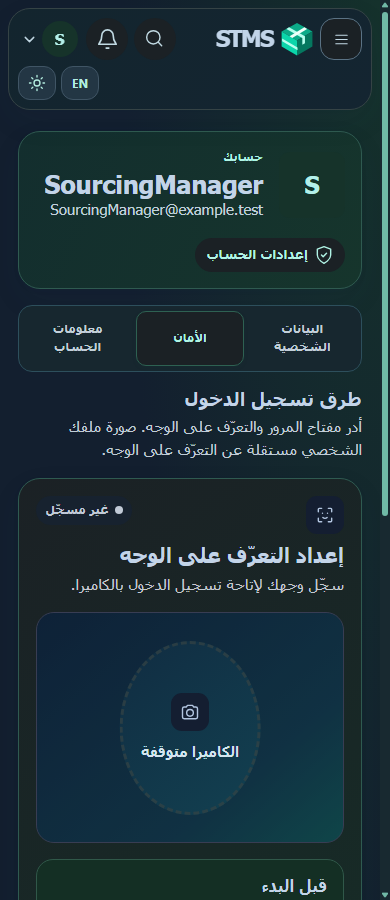 STMS
S
EN
حسابك
SourcingManager
S
SourcingManager@example.test
إعدادات الحساب
البيانات الشخصية
الأمان
معلومات الحساب
طرق تسجيل الدخول
أدر مفتاح المرور والتعرّف على الوجه. صورة ملفك
الشخصي مستقلة عن التعرّف على الوجه.
غير مسجّل
إعداد التعرّف على الوجه
سجّل وجهك لإتاحة تسجيل الدخول بالكاميرا.
الكاميرا متوقفة
قبل البدء